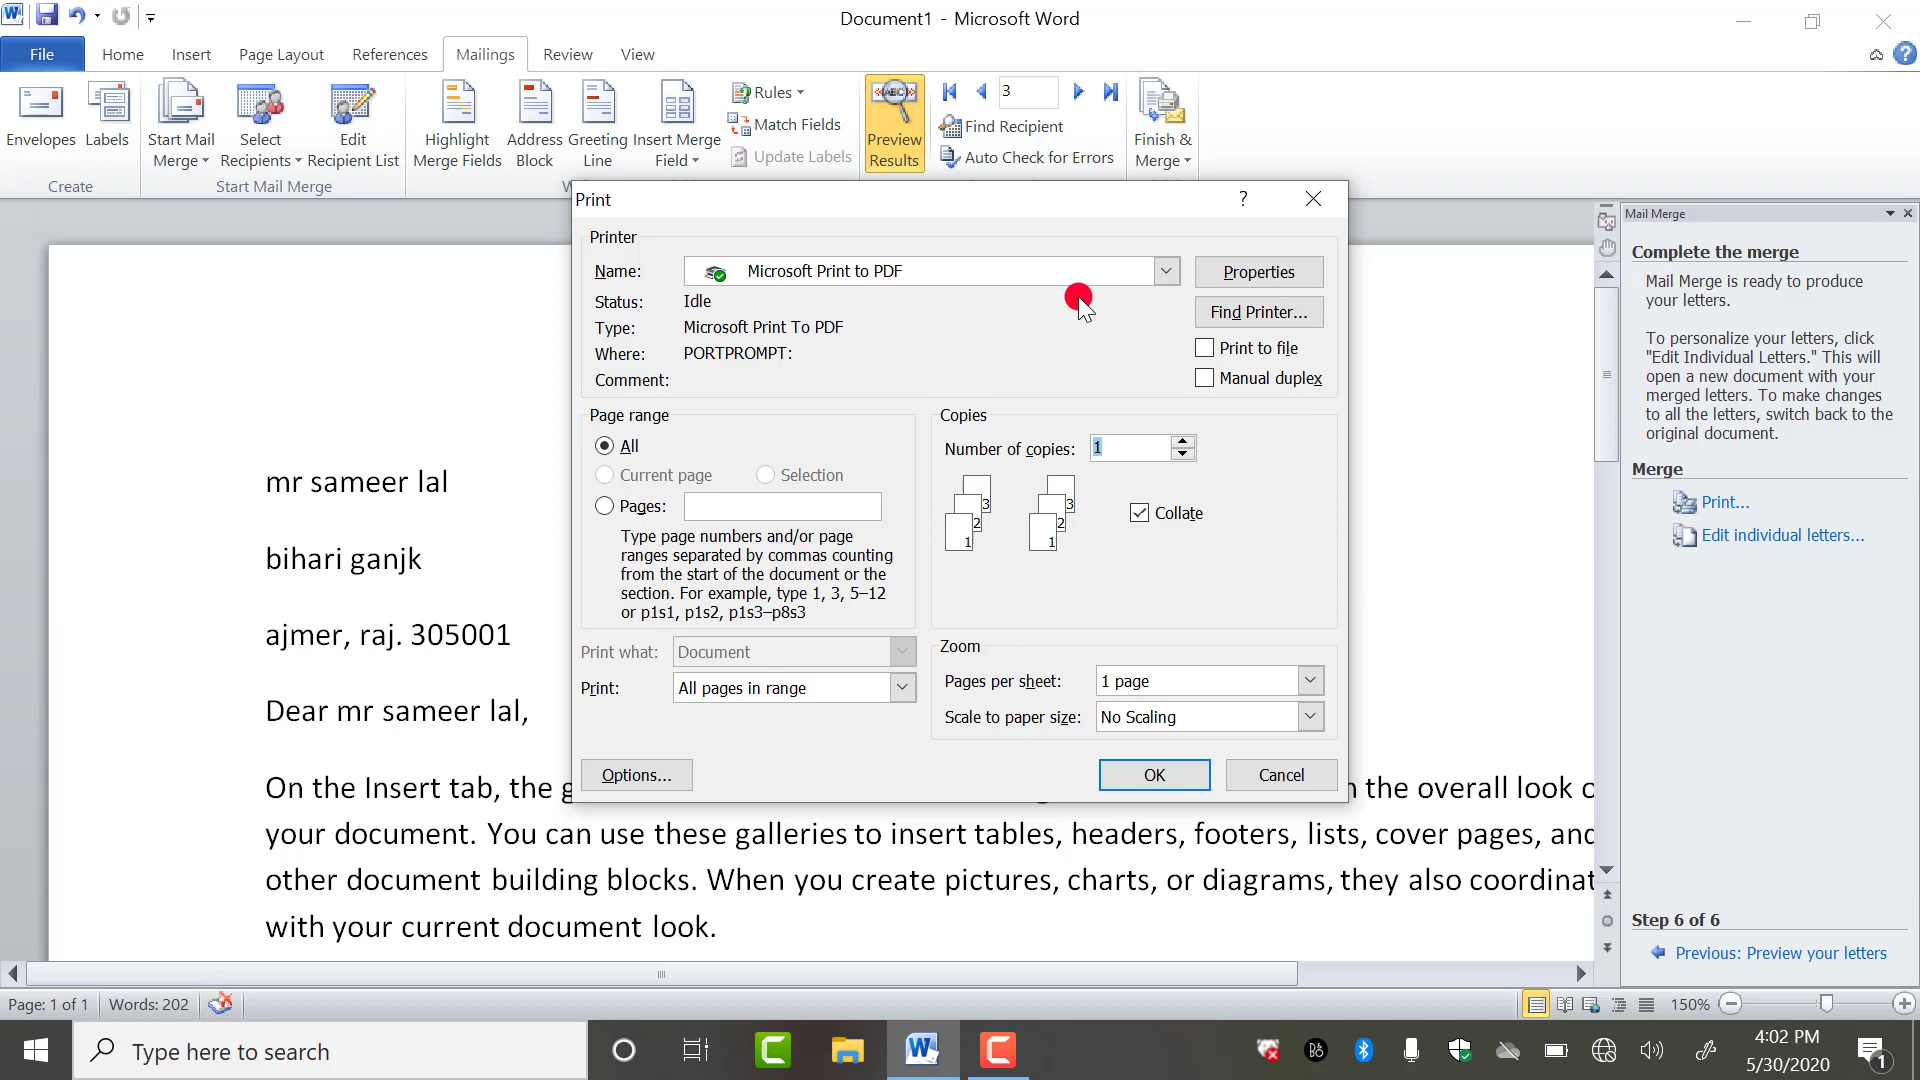 Document1 - Microsoft Word
File Home Insert Page Layout References Mailings Review View
Envelopes
Labels
Create
Start Mail
Merge
Select
Recipients
Edit
Recipient List
Start Mail Merge
Highlight
Merge Fields
Address
Block
Greeting
Line
Insert Merge
Field
Rules
Match Fields
Update Labels
ABC
Preview
Results
3
Find Recipient
Auto Check for Errors
Finish &
Merge
Print
?
Printer
Name: Microsoft Print to PDF
Properties
Status: Idle
Find Printer...
Type: Microsoft Print To PDF
Where: PORTPROMPT:
Print to file
Comment:
Manual duplex
Page range
All
Current page
Selection
Pages:
Type page numbers and/or page
ranges separated by commas counting
from the start of the document or the
section. For example, type 1, 3, 5–12
or p1s1, p1s2, p1s3–p8s3
Copies
Number of copies: 1
3
2
1
3
2
1
Collate
Print what: Document
Print: All pages in range
Zoom
Pages per sheet: 1 page
Scale to paper size: No Scaling
Options...
OK
Cancel
mr sameer lal
bihari ganjk
ajmer, raj. 305001
Dear mr sameer lal,
On the Insert tab, the g
the overall look o
your document. You can use these galleries to insert tables, headers, footers, lists, cover pages, and
other document building blocks. When you create pictures, charts, or diagrams, they also coordinat
with your current document look.
Mail Merge
Complete the merge
Mail Merge is ready to produce
your letters.
To personalize your letters, click
"Edit Individual Letters." This will
open a new document with your
merged letters. To make changes
to all the letters, switch back to the
original document.
Merge
Print...
Edit individual letters...
Step 6 of 6
Previous: Preview your letters
Page: 1 of 1
Words: 202
150%
Type here to search
4:02 PM
5/30/2020
1